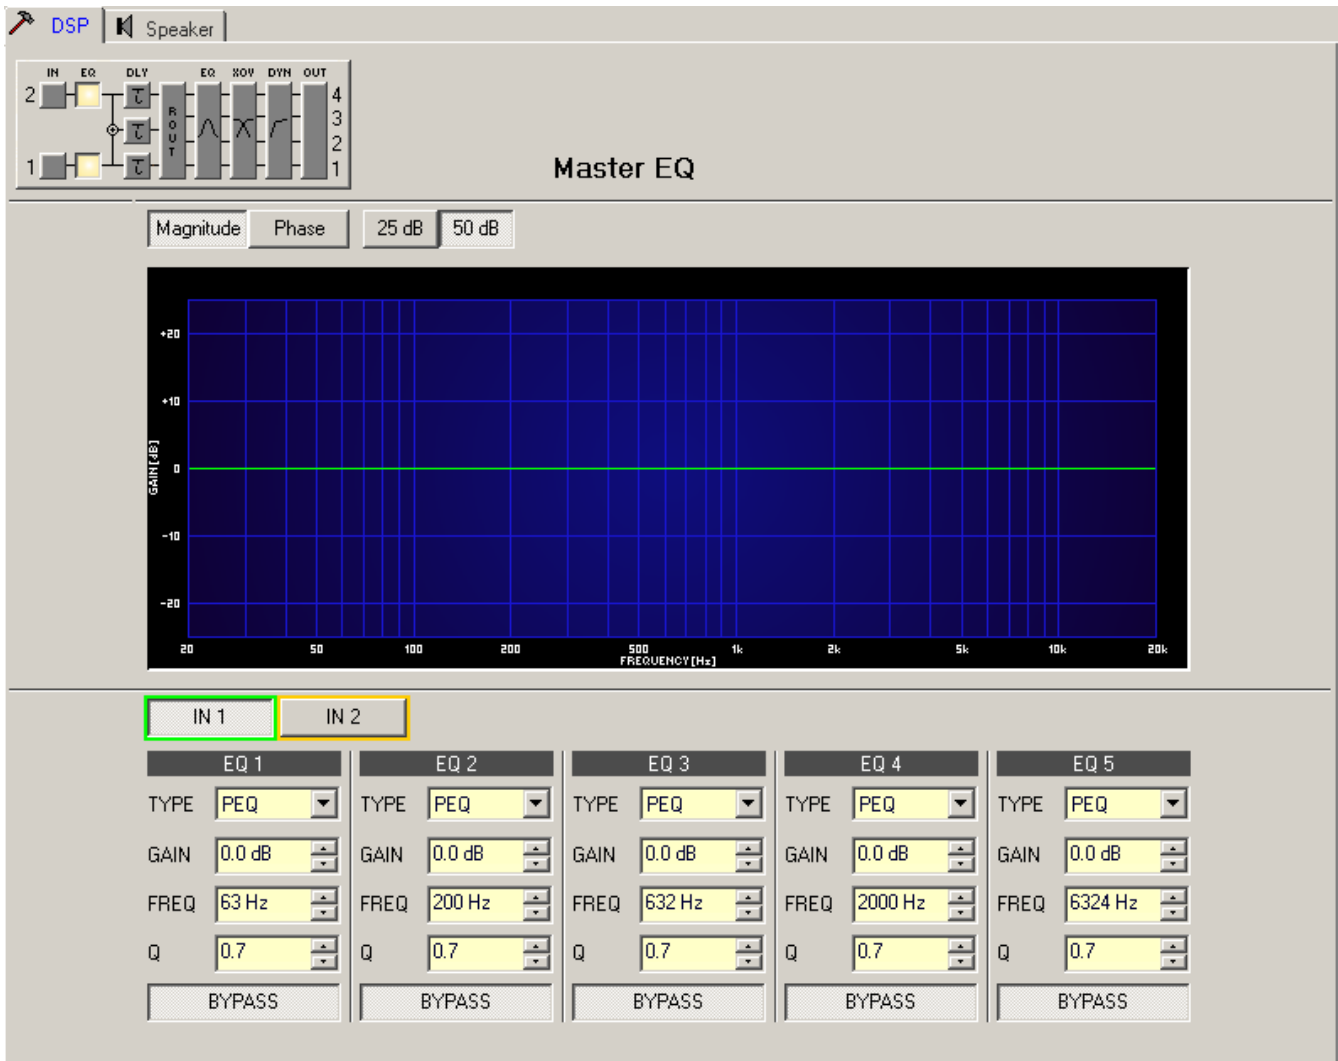 DSP Speaker
IN EQ DLY EQ XOV DYN OUT
2 4
3
ROUT
2
1 1
Master EQ
Magnitude Phase 25 dB 50 dB
+20
+10
GAIN[dB]
0
-10
-20
20 50 100 200 500 1k 2k 5k 10k 20k
FREQUENCY[Hz]
IN 1 IN 2
EQ 1 EQ 2 EQ 3 EQ 4 EQ 5
TYPE PEQ TYPE PEQ TYPE PEQ TYPE PEQ TYPE PEQ
GAIN 0.0 dB GAIN 0.0 dB GAIN 0.0 dB GAIN 0.0 dB GAIN 0.0 dB
FREQ 63 Hz FREQ 200 Hz FREQ 632 Hz FREQ 2000 Hz FREQ 6324 Hz
Q 0.7 Q 0.7 Q 0.7 Q 0.7 Q 0.7
BYPASS BYPASS BYPASS BYPASS BYPASS